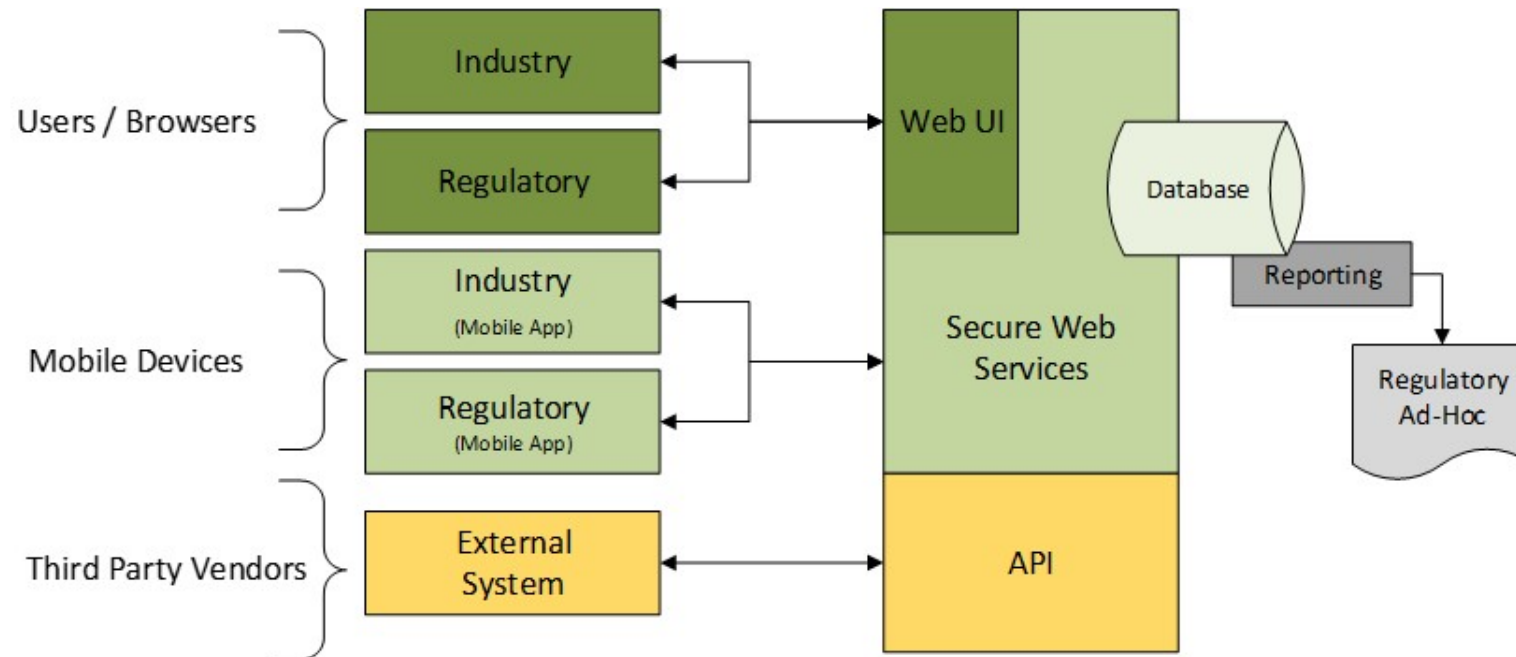 Users / Browsers
Industry
Regulatory
Web UI
Database
Reporting
Regulatory
Ad-Hoc
Mobile Devices
Industry
(Mobile App)
Regulatory
(Mobile App)
Secure Web
Services
Third Party Vendors
External
System
API